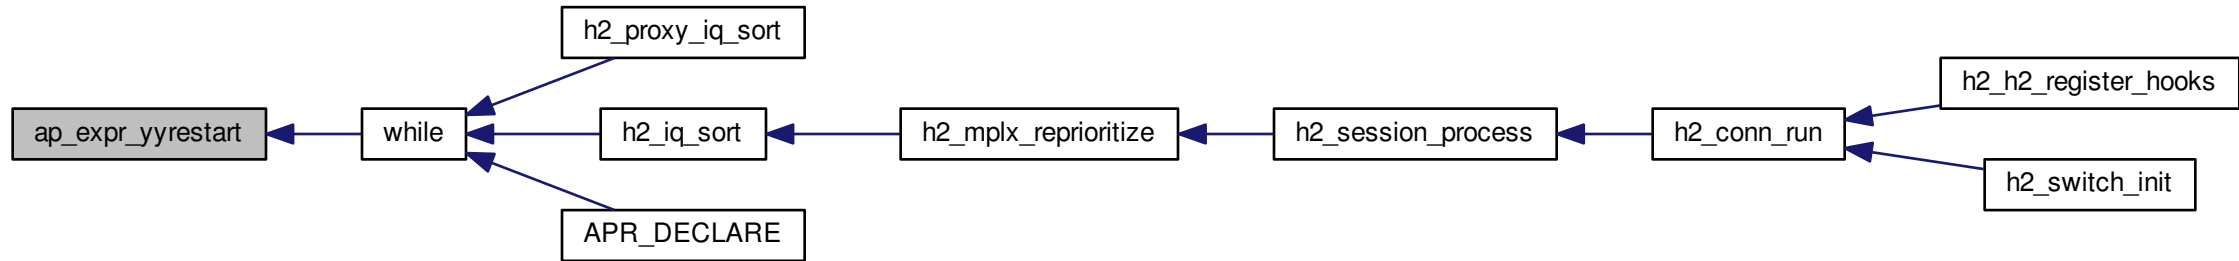 h2_proxy_iq_sort
h2_h2_register_hooks
ap_expr_yyrestart
while
h2_iq_sort
h2_mplx_reprioritize
h2_session_process
h2_conn_run
h2_switch_init
APR_DECLARE